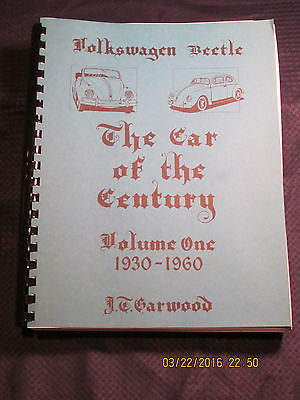 Volkswagen Beetle
The Car
of the
Century
Volume One
1930-1960
J.T. Garwood
03/22/2016 22:50